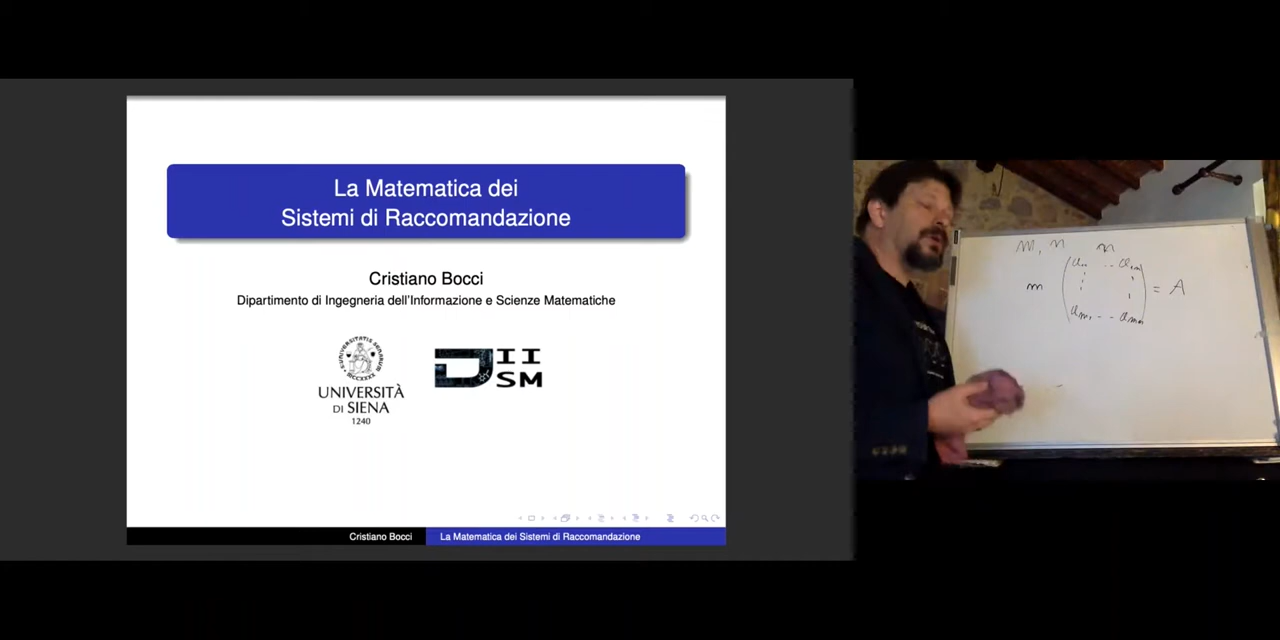 La Matematica dei
Sistemi di Raccomandazione
Cristiano Bocci
Dipartimento di Ingegneria dell'Informazione e Scienze Matematiche
UNIVERSITÀ
DI SIENA
1240
D II
SM
Cristiano Bocci
La Matematica dei Sistemi di Raccomandazione
m, n n
m
= A